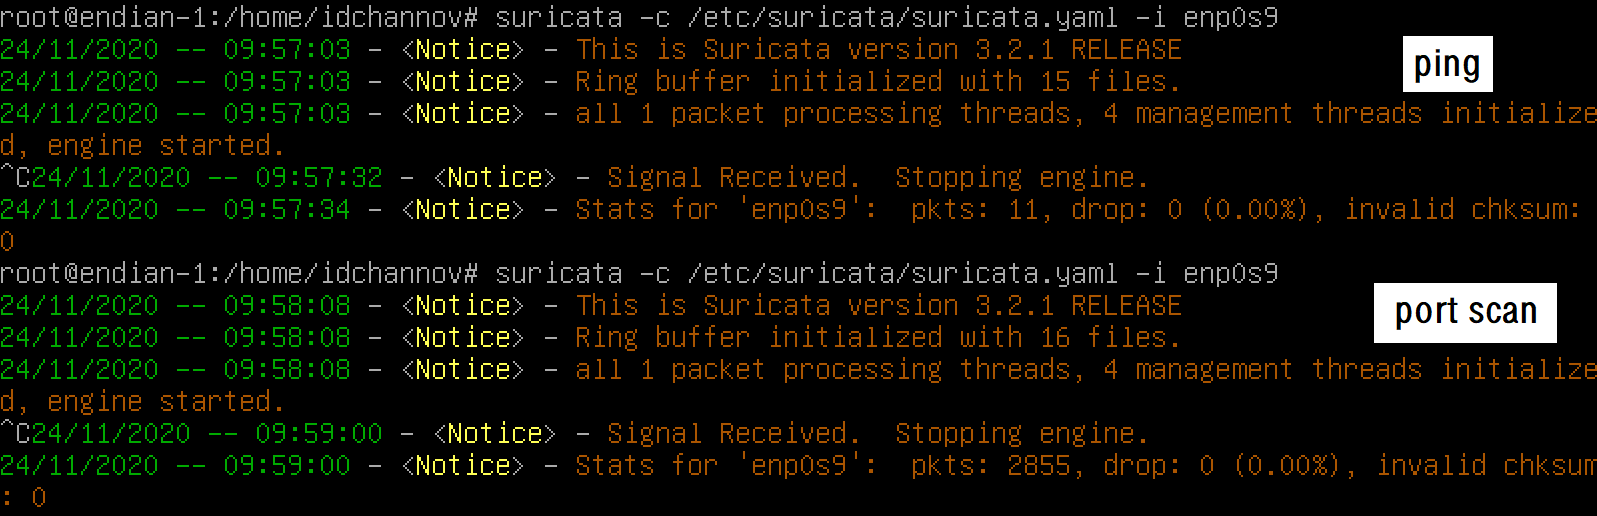 root@endian-1:/home/idchannov# suricata -c /etc/suricata/suricata.yaml -i enp0s9
24/11/2020 -- 09:57:03 - <Notice> - This is Suricata version 3.2.1 RELEASE
ping
24/11/2020 -- 09:57:03 - <Notice> - Ring buffer initialized with 15 files.
24/11/2020 -- 09:57:03 - <Notice> - all 1 packet processing threads, 4 management threads initialize
d, engine started.
^C24/11/2020 -- 09:57:32 - <Notice> - Signal Received.  Stopping engine.
24/11/2020 -- 09:57:34 - <Notice> - Stats for 'enp0s9':  pkts: 11, drop: 0 (0.00%), invalid chksum:
0
root@endian-1:/home/idchannov# suricata -c /etc/suricata/suricata.yaml -i enp0s9
24/11/2020 -- 09:58:08 - <Notice> - This is Suricata version 3.2.1 RELEASE
port scan
24/11/2020 -- 09:58:08 - <Notice> - Ring buffer initialized with 16 files.
24/11/2020 -- 09:58:08 - <Notice> - all 1 packet processing threads, 4 management threads initialize
d, engine started.
^C24/11/2020 -- 09:59:00 - <Notice> - Signal Received.  Stopping engine.
24/11/2020 -- 09:59:00 - <Notice> - Stats for 'enp0s9':  pkts: 2855, drop: 0 (0.00%), invalid chksum
: 0